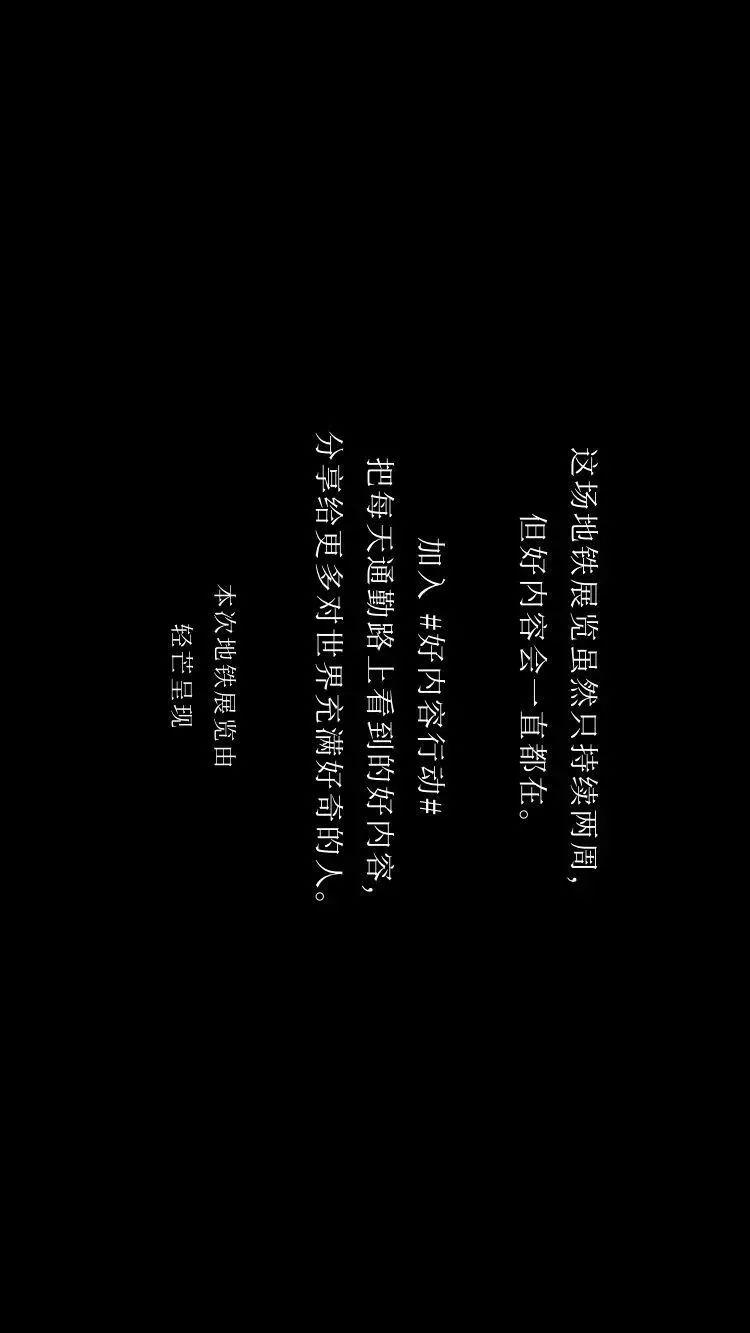 这场地铁展览虽然只持续两周，
但好内容会一直都在。
加入 #好内容行动#
把每天通勤路上看到的好内容，
分享给更多对世界充满好奇的人。
本次地铁展览由
轻芒呈现